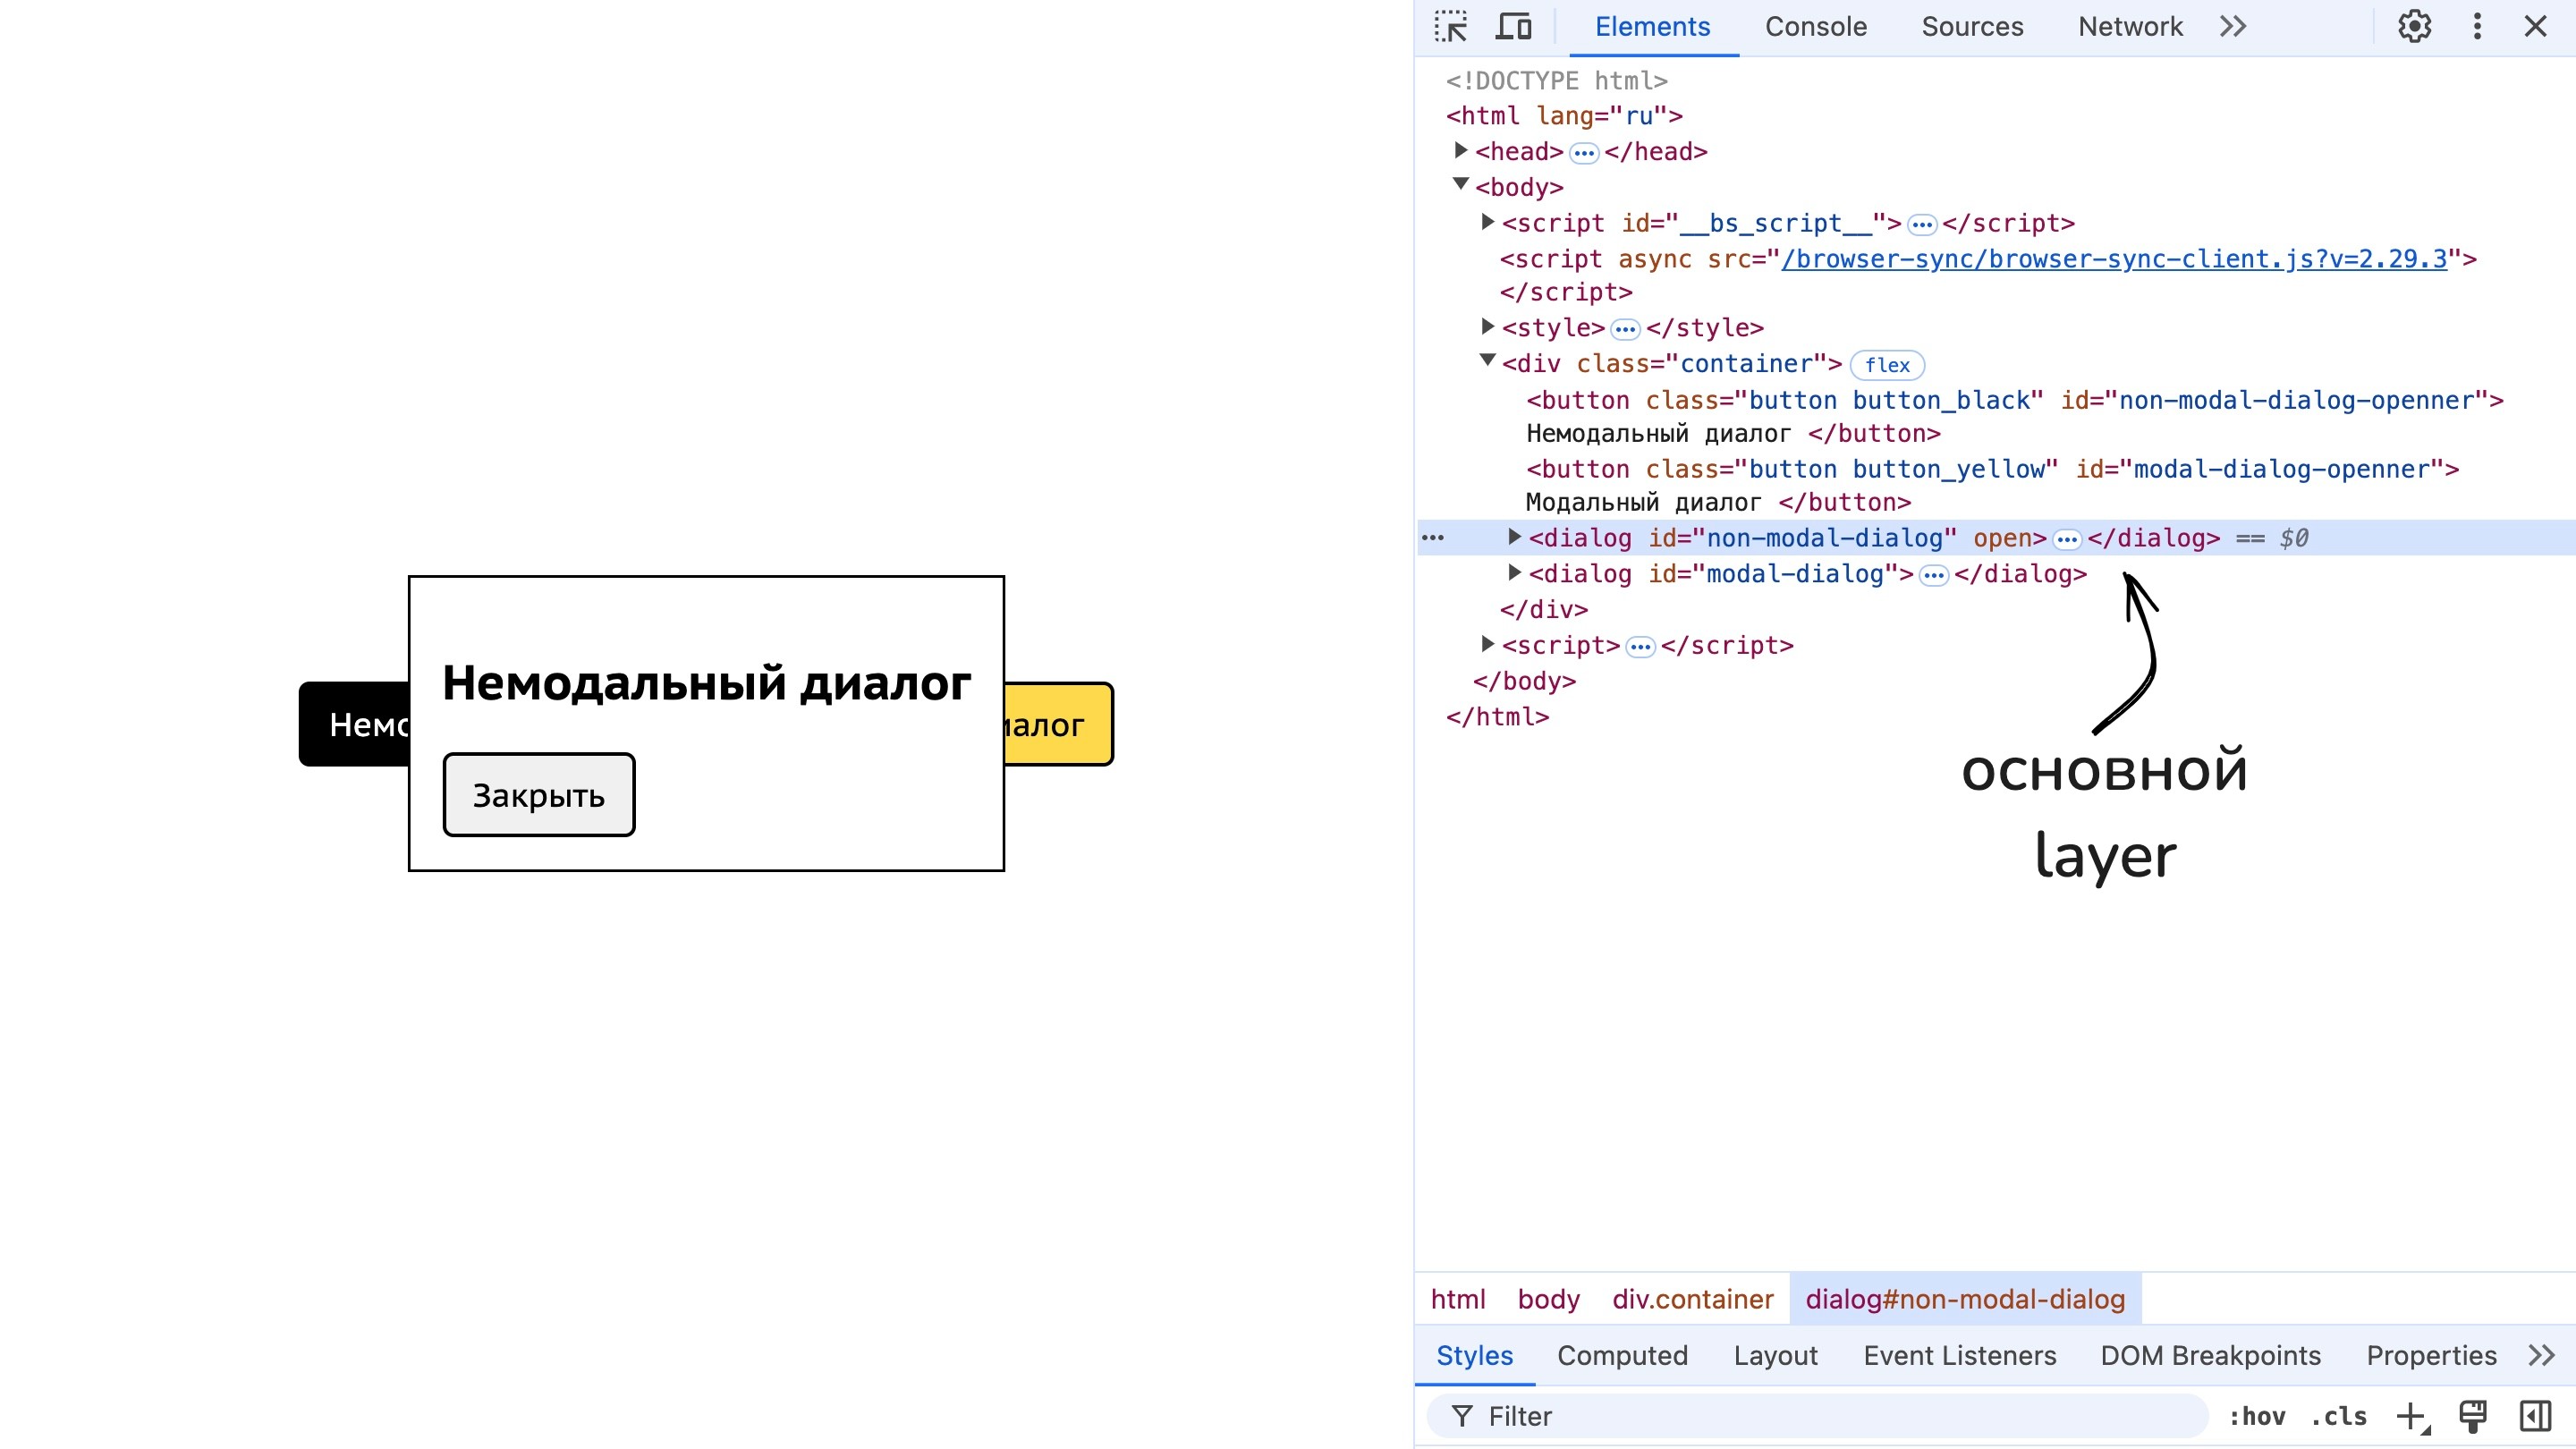 Немо
Немодальный диалог
Закрыть
иалог
Elements Console Sources Network
<!DOCTYPE html>
<html lang="ru">
<head> ••• </head>
<body>
<script id="__bs_script__"> ••• </script>
<script async src="/browser-sync/browser-sync-client.js?v=2.29.3">
</script>
<style> ••• </style>
<div class="container"> flex
<button class="button button_black" id="non-modal-dialog-openner">
Немодальный диалог </button>
<button class="button button_yellow" id="modal-dialog-openner">
Модальный диалог </button>
••• <dialog id="non-modal-dialog" open> ••• </dialog> == $0
<dialog id="modal-dialog"> ••• </dialog>
</div>
<script> ••• </script>
</body>
</html>
основной
layer
html body div.container dialog#non-modal-dialog
Styles Computed Layout Event Listeners DOM Breakpoints Properties
Filter :hov .cls